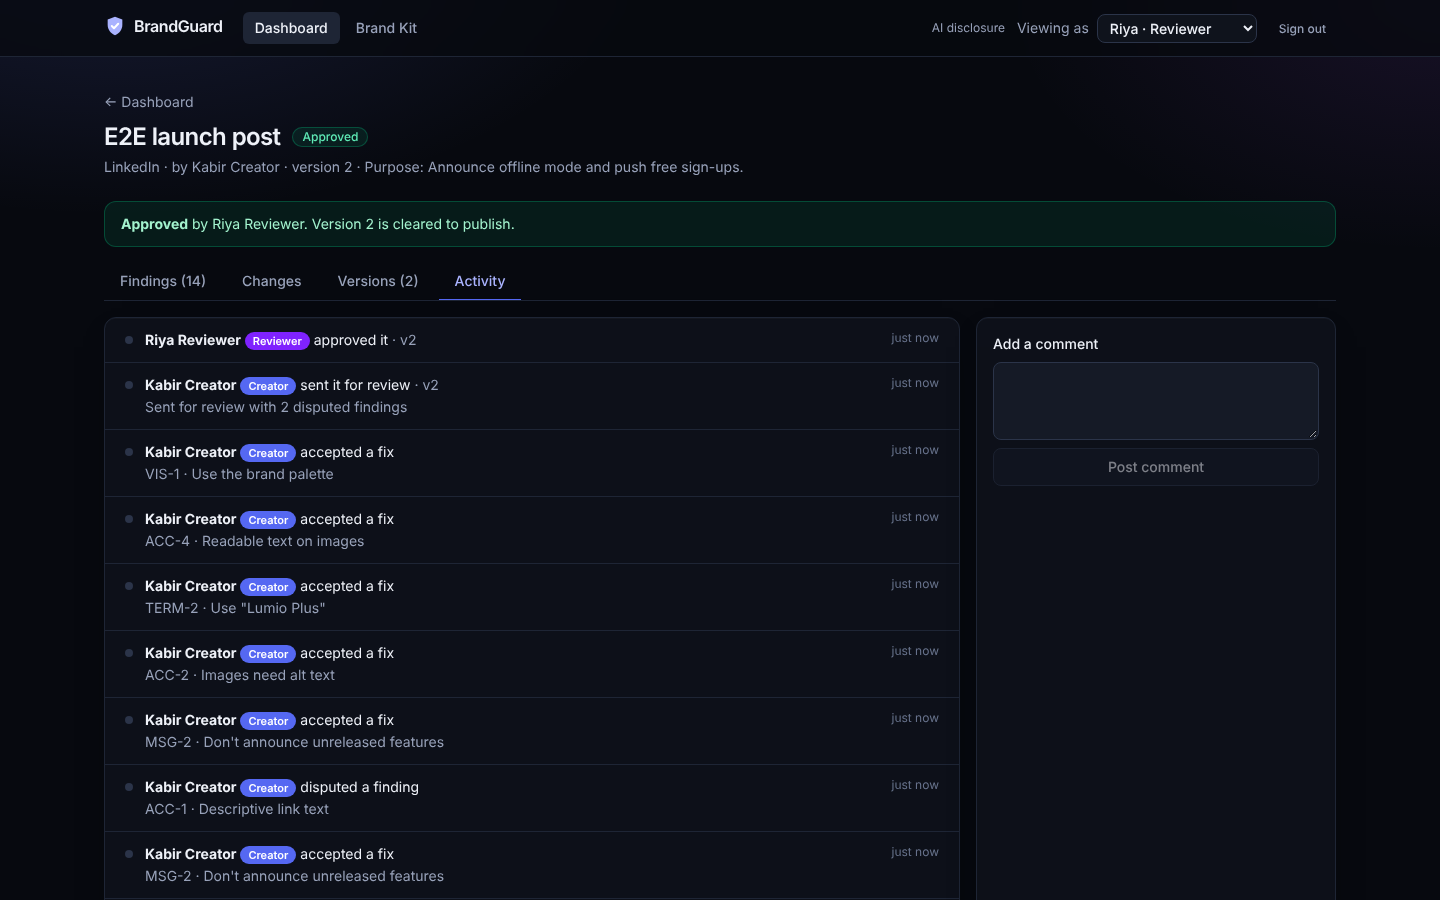 BrandGuard Dashboard Brand Kit AI disclosure Viewing as Riya · Reviewer Sign out
← Dashboard
E2E launch post Approved
LinkedIn · by Kabir Creator · version 2 · Purpose: Announce offline mode and push free sign-ups.
Approved by Riya Reviewer. Version 2 is cleared to publish.
Findings (14) Changes Versions (2) Activity
Riya Reviewer Reviewer approved it · v2 just now
Kabir Creator Creator sent it for review · v2 just now
Sent for review with 2 disputed findings
Kabir Creator Creator accepted a fix just now
VIS-1 · Use the brand palette
Kabir Creator Creator accepted a fix just now
ACC-4 · Readable text on images
Kabir Creator Creator accepted a fix just now
TERM-2 · Use "Lumio Plus"
Kabir Creator Creator accepted a fix just now
ACC-2 · Images need alt text
Kabir Creator Creator accepted a fix just now
MSG-2 · Don't announce unreleased features
Kabir Creator Creator disputed a finding just now
ACC-1 · Descriptive link text
Kabir Creator Creator accepted a fix just now
MSG-2 · Don't announce unreleased features
Add a comment
Post comment